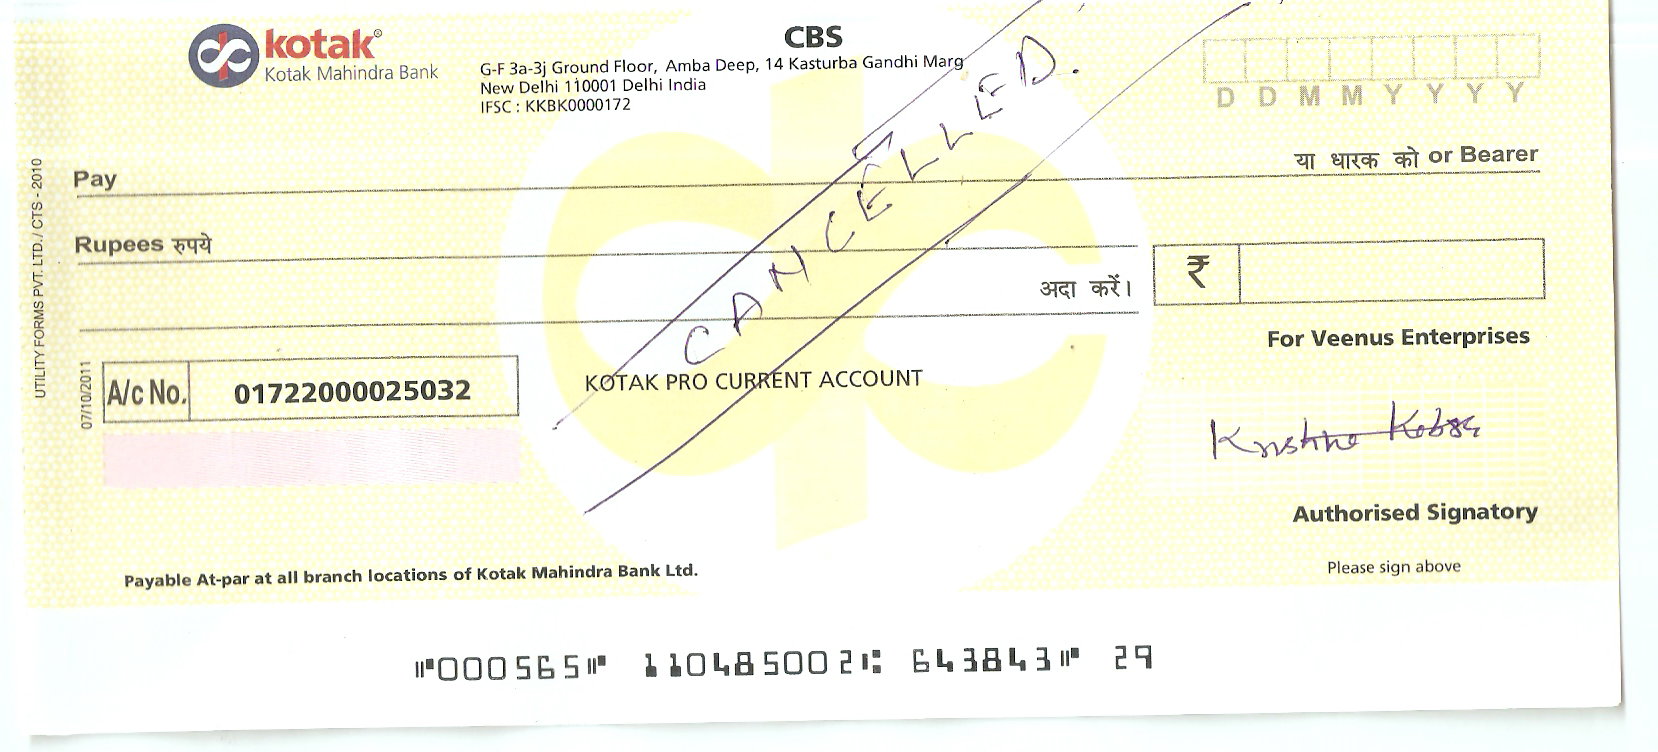 kotak
Kotak Mahindra Bank
CBS
G-F 3a-3j Ground Floor, Amba Deep, 14 Kasturba Gandhi Marg
New Delhi 110001 Delhi India
IFSC : KKBK0000172
D D M M Y Y Y Y
CANCELLED.
Pay
या धारक को or Bearer
Rupees रुपये
अदा करें।
₹
UTILITY FORMS PVT. LTD./ CTS - 2010
07/10/2011
A/c No. 01722000025032
KOTAK PRO CURRENT ACCOUNT
For Veenus Enterprises
Authorised Signatory
Please sign above
Payable At-par at all branch locations of Kotak Mahindra Bank Ltd.
⑈000565⑈ 110485002⑆ 643843⑈ 29